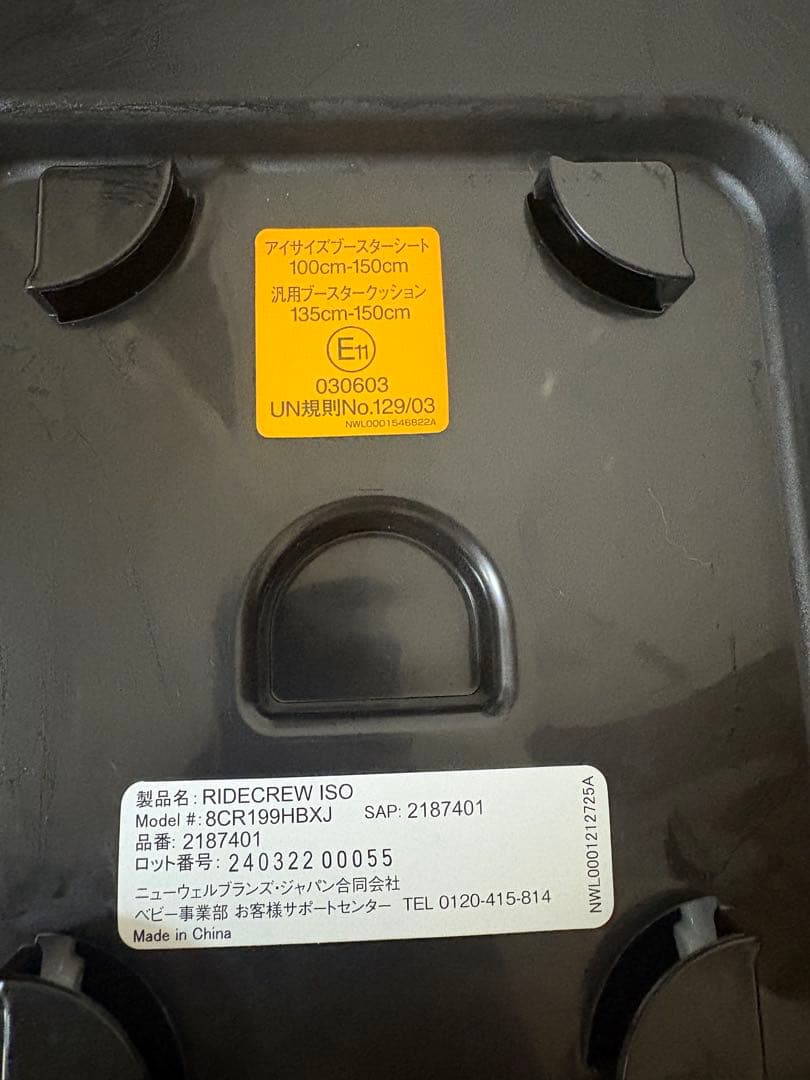 アイサイズブースターシート
100cm-150cm
汎用ブースタークッション
135cm-150cm
E11
030603
UN規則No.129/03
NWL0001546822A
製品名: RIDECREW ISO
Model #: 8CR199HBXJ SAP: 2187401
品番: 2187401
ロット番号: 2403220 0055
ニューウェルブランズ・ジャパン合同会社
ベビー事業部 お客様サポートセンター TEL 0120-415-814
Made in China
NWL0001212725A